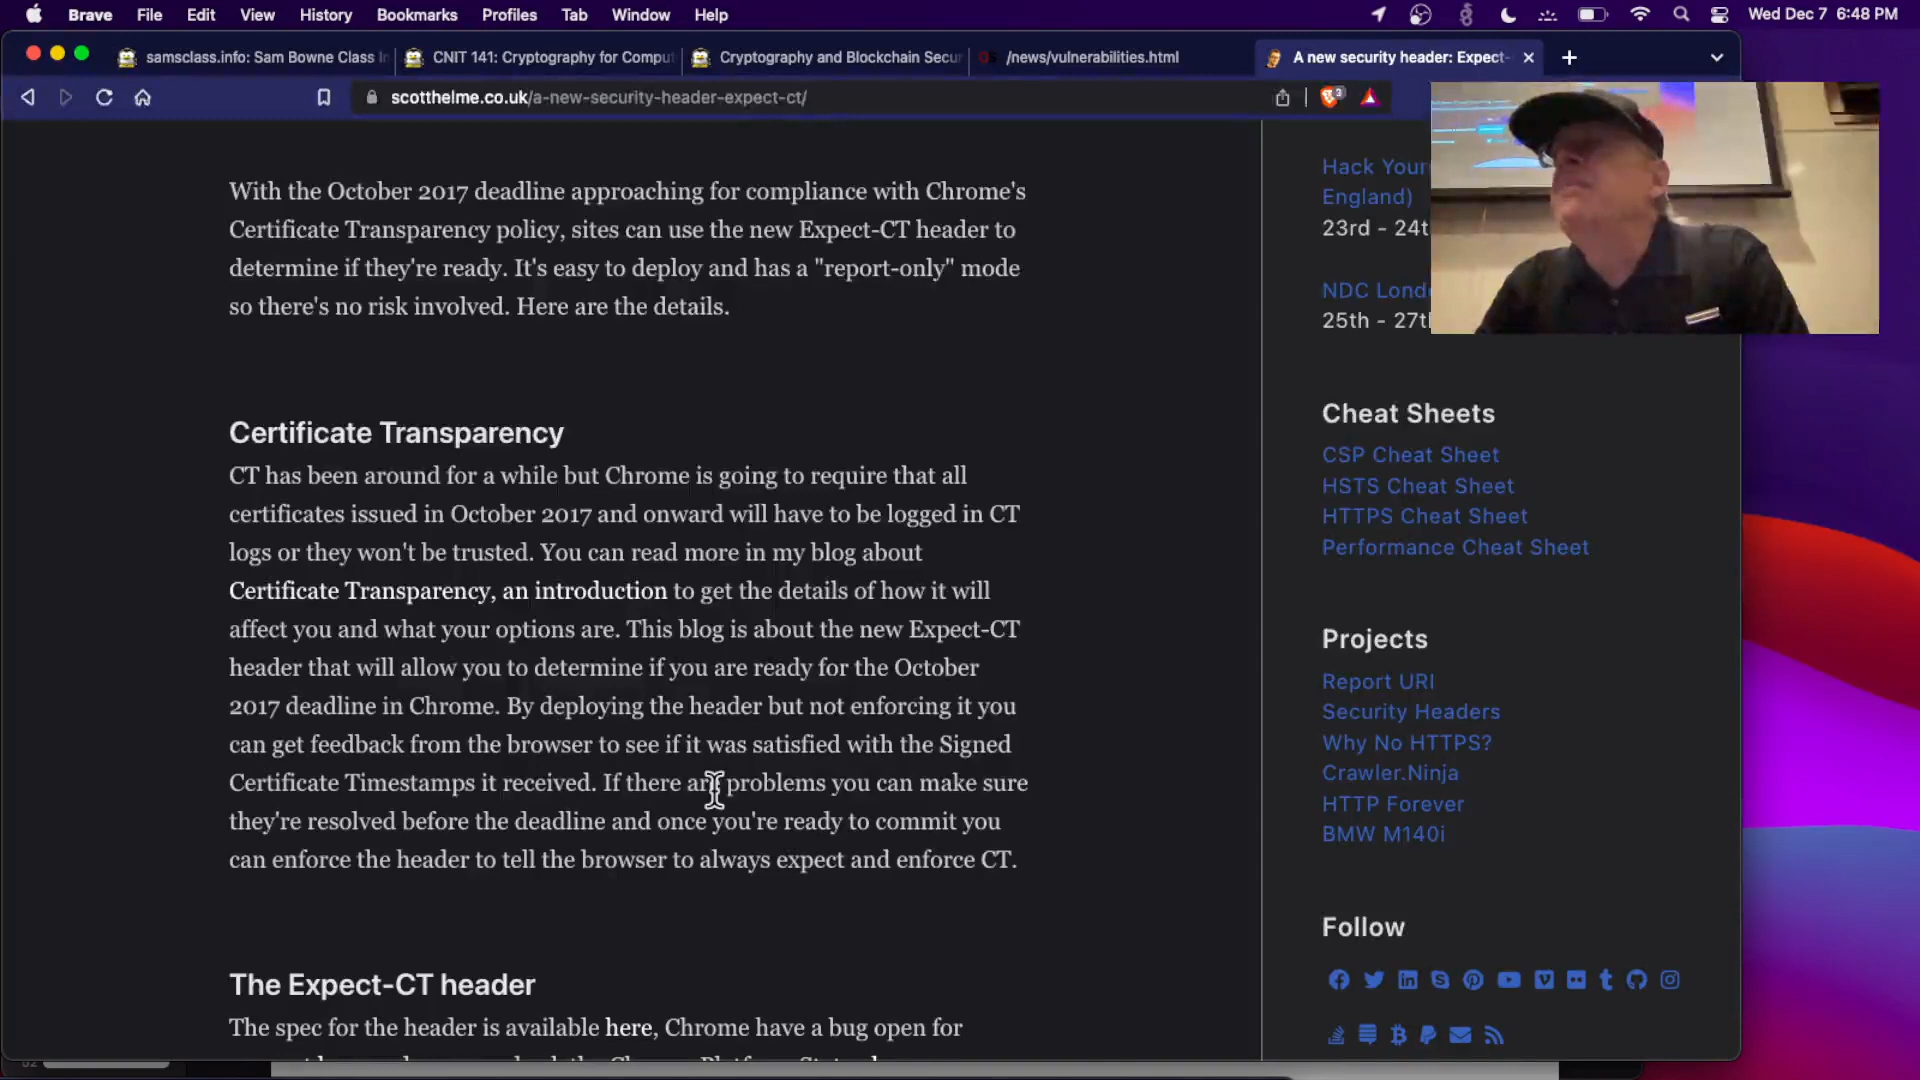 Brave File Edit View History Bookmarks Profiles Tab Window Help Wed Dec 7 6:48 PM
samsclass.info: Sam Bowne Class In CNIT 141: Cryptography for Comput Cryptography and Blockchain Secur /news/vulnerabilities.html A new security header: Expect-
scotthelme.co.uk/a-new-security-header-expect-ct/ 3
With the October 2017 deadline approaching for compliance with Chrome's
Certificate Transparency policy, sites can use the new Expect-CT header to
determine if they're ready. It's easy to deploy and has a "report-only" mode
so there's no risk involved. Here are the details.
Certificate Transparency
CT has been around for a while but Chrome is going to require that all
certificates issued in October 2017 and onward will have to be logged in CT
logs or they won't be trusted. You can read more in my blog about
Certificate Transparency, an introduction to get the details of how it will
affect you and what your options are. This blog is about the new Expect-CT
header that will allow you to determine if you are ready for the October
2017 deadline in Chrome. By deploying the header but not enforcing it you
can get feedback from the browser to see if it was satisfied with the Signed
Certificate Timestamps it received. If there are problems you can make sure
they're resolved before the deadline and once you're ready to commit you
can enforce the header to tell the browser to always expect and enforce CT.
The Expect-CT header
The spec for the header is available here, Chrome have a bug open for
Hack Your
England)
23rd - 24t
NDC Lond
25th - 27t
Cheat Sheets
CSP Cheat Sheet
HSTS Cheat Sheet
HTTPS Cheat Sheet
Performance Cheat Sheet
Projects
Report URI
Security Headers
Why No HTTPS?
Crawler.Ninja
HTTP Forever
BMW M140i
Follow